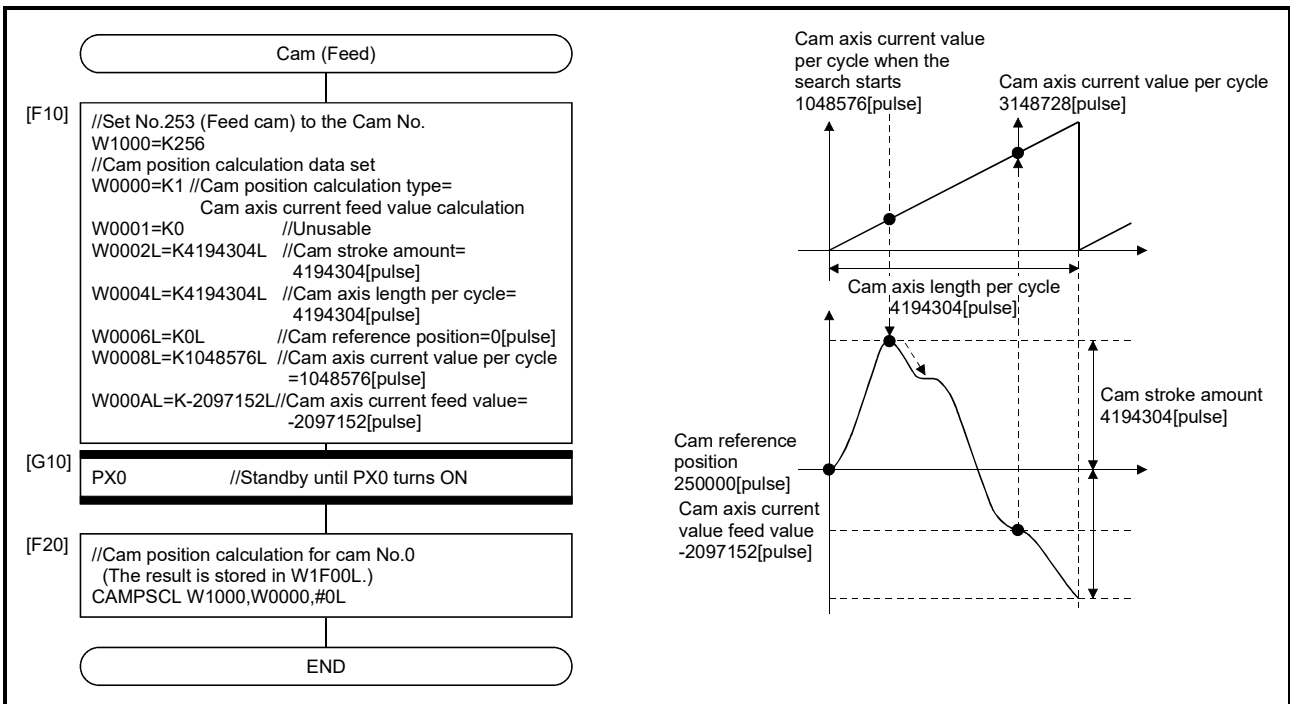 Cam (Feed)
[F10]
//Set No.253 (Feed cam) to the Cam No.
W1000=K256
//Cam position calculation data set
W0000=K1 //Cam position calculation type=
Cam axis current feed value calculation
W0001=K0 //Unusable
W0002L=K4194304L //Cam stroke amount=
4194304[pulse]
W0004L=K4194304L //Cam axis length per cycle=
4194304[pulse]
W0006L=K0L //Cam reference position=0[pulse]
W0008L=K1048576L //Cam axis current value per cycle
=1048576[pulse]
W000AL=K-2097152L//Cam axis current feed value=
-2097152[pulse]
[G10]
PX0 //Standby until PX0 turns ON
[F20]
//Cam position calculation for cam No.0
(The result is stored in W1F00L.)
CAMPSCL W1000,W0000,#0L
END
Cam axis current value
per cycle when the
search starts
1048576[pulse]
Cam axis current value per cycle
3148728[pulse]
Cam axis length per cycle
4194304[pulse]
Cam stroke amount
4194304[pulse]
Cam reference
position
250000[pulse]
Cam axis current
value feed value
-2097152[pulse]